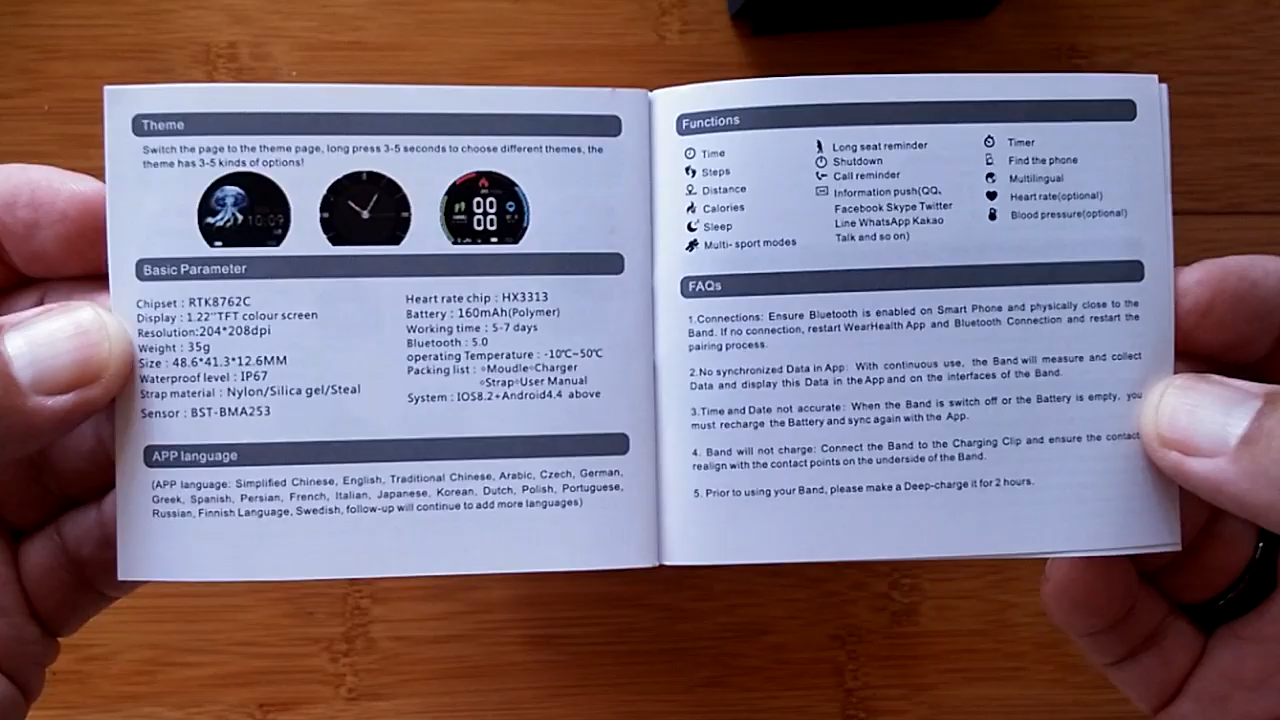 Theme
Switch the page to the theme page, long press 3-5 seconds to choose different themes, the
theme has 3-5 kinds of options!
10:09
00
00
Basic Parameter
Chipset : RTK8762C
Display : 1.22''TFT colour screen
Resolution:204*208dpi
Weight : 35g
Size : 48.6*41.3*12.6MM
Waterproof level : IP67
Strap material : Nylon/Silica gel/Steal
Sensor : BST-BMA253
Heart rate chip : HX3313
Battery : 160mAh(Polymer)
Working time : 5-7 days
Bluetooth : 5.0
operating Temperature : -10℃~50℃
Packing list : ◦Moudle◦Charger
◦Strap◦User Manual
System : IOS8.2+Android4.4 above
APP language
(APP language: Simplified Chinese, English, Traditional Chinese, Arabic, Czech, German,
Greek, Spanish, Persian, French, Italian, Japanese, Korean, Dutch, Polish, Portuguese,
Russian, Finnish Language, Swedish, follow-up will continue to add more languages)
Functions
Time
Steps
Distance
Calories
Sleep
Multi- sport modes
Long seat reminder
Shutdown
Call reminder
Information push(QQ、
Facebook Skype Twitter
Line WhatsApp Kakao
Talk and so on)
Timer
Find the phone
Multilingual
Heart rate(optional)
Blood pressure(optional)
FAQs
1.Connections: Ensure Bluetooth is enabled on Smart Phone and physically close to the
Band. If no connection, restart WearHealth App and Bluetooth Connection and restart the
pairing process.
2.No synchronized Data in App: With continuous use, the Band will measure and collect
Data and display this Data in the App and on the interfaces of the Band.
3.Time and Date not accurate: When the Band is switch off or the Battery is empty, you
must recharge the Battery and sync again with the App.
4. Band will not charge: Connect the Band to the Charging Clip and ensure the contact
realign with the contact points on the underside of the Band.
5. Prior to using your Band, please make a Deep-charge it for 2 hours.